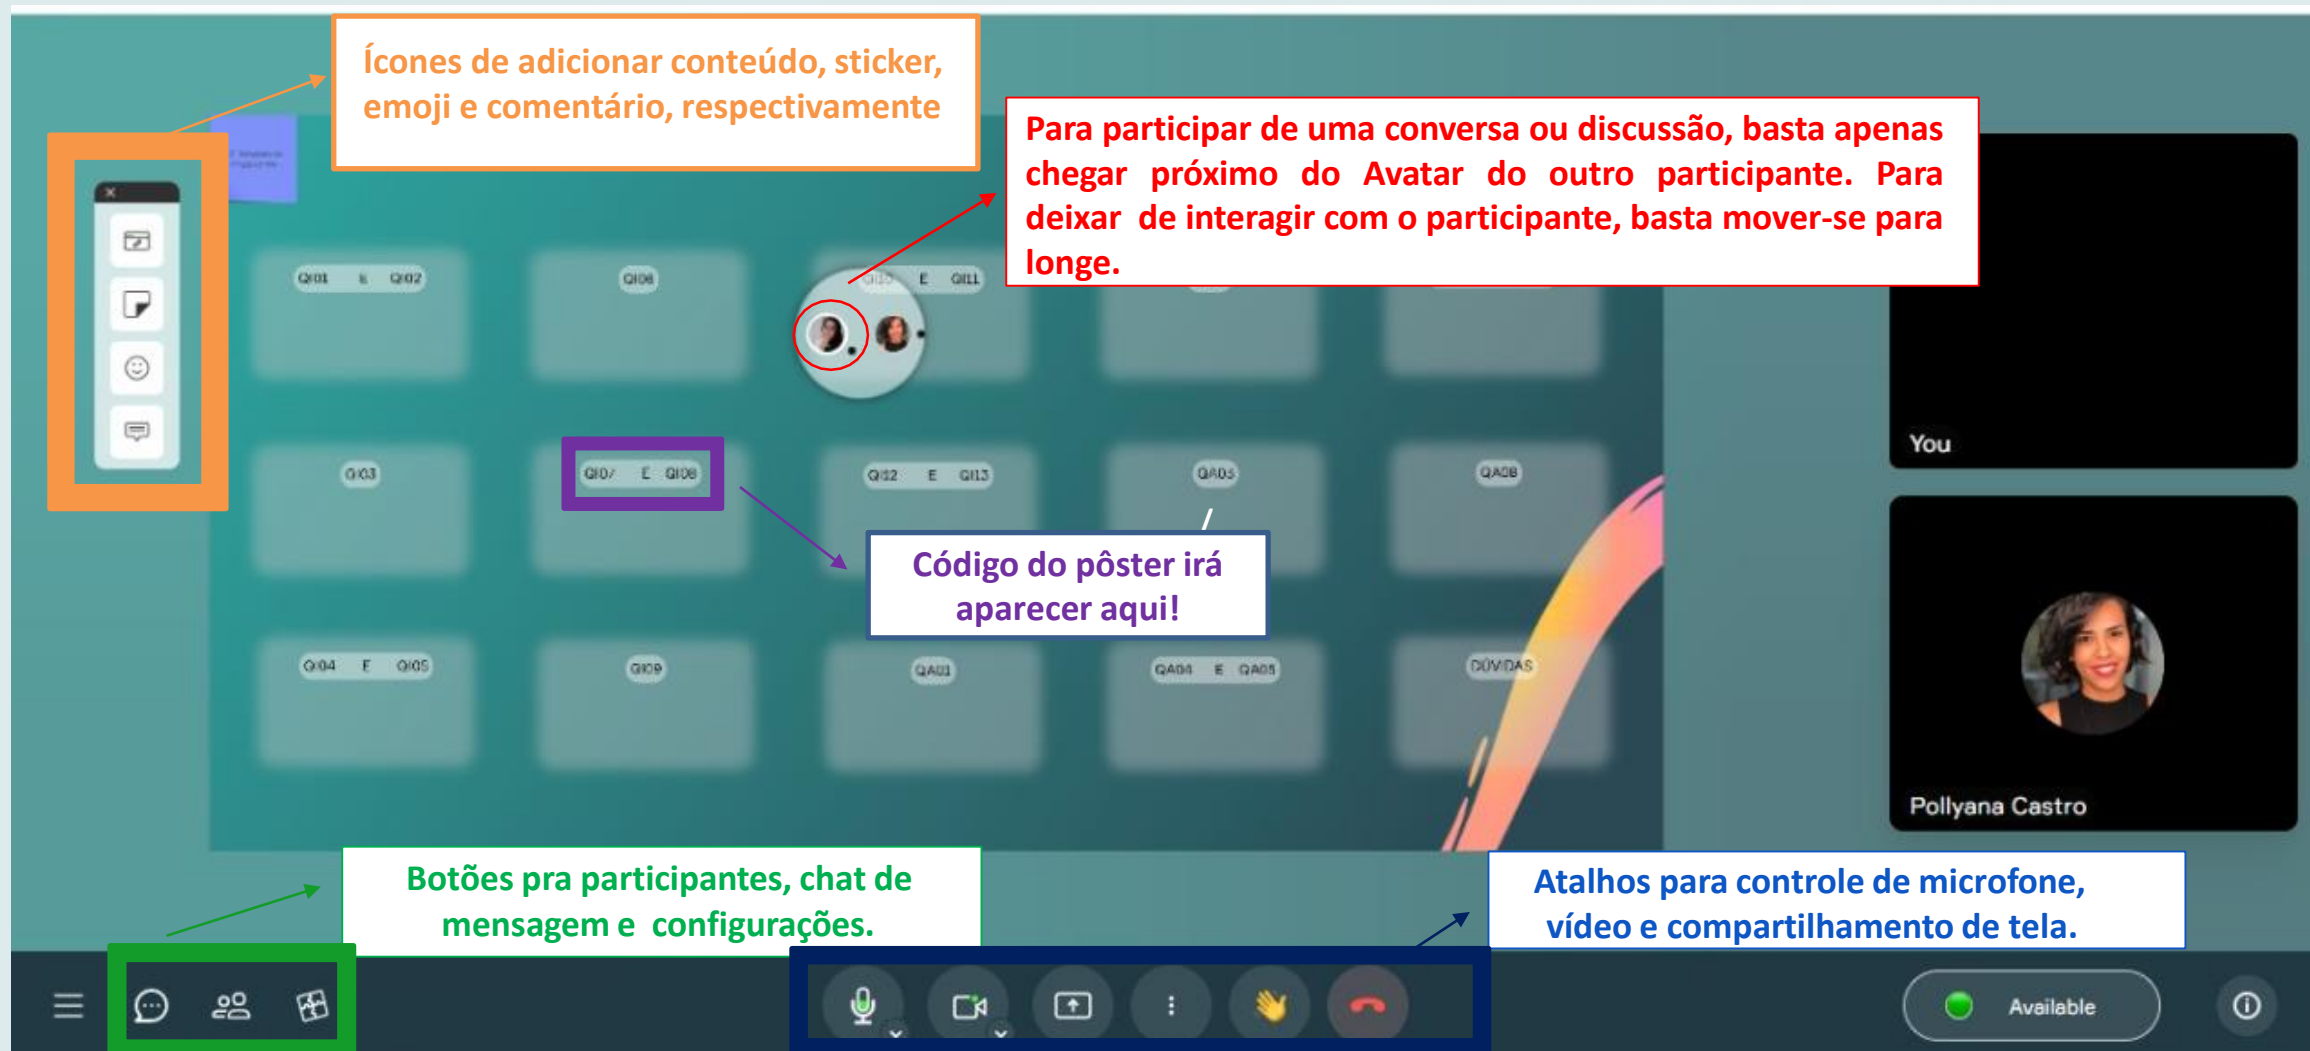 Ícones de adicionar conteúdo, sticker,
emoji e comentário, respectivamente
Para participar de uma conversa ou discussão, basta apenas
chegar próximo do Avatar do outro participante. Para
deixar de interagir com o participante, basta mover-se para
longe.
QI01 E QI02
E QI11
You
QI03
E QI08
QI12 E QI13
QA08
Código do pôster irá
aparecer aqui!
QI04 E QI05
QI09
QA01
QA04 E QA05
DÚVIDAS
Pollyana Castro
Botões pra participantes, chat de
mensagem e configurações.
Atalhos para controle de microfone,
vídeo e compartilhamento de tela.
Available